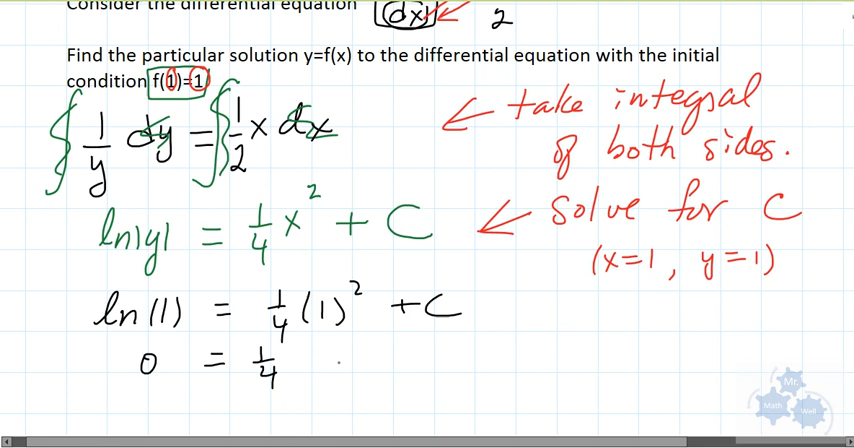 Consider the differential equation dx 2
Find the particular solution y=f(x) to the differential equation with the initial
condition f(1)=1
∫ 1/y dy = ∫ 1/2 x dx ← take integral
of both sides.
ln|y| = 1/4 x² + C ← Solve for C
(x=1, y=1)
ln(1) = 1/4 (1)² + C
0 = 1/4
Mr.
Math Well